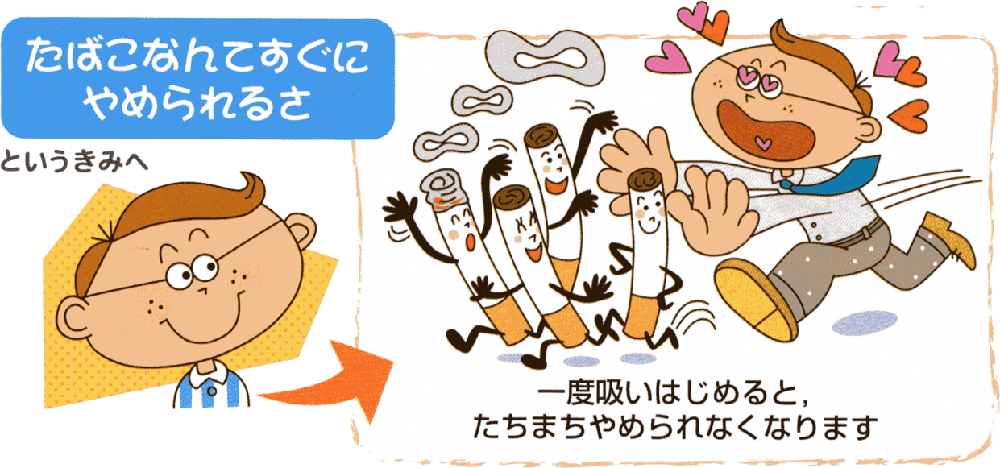 たばこなんてすぐに
やめられるさ
というきみへ
一度吸いはじめると,
たちまちやめられなくなります